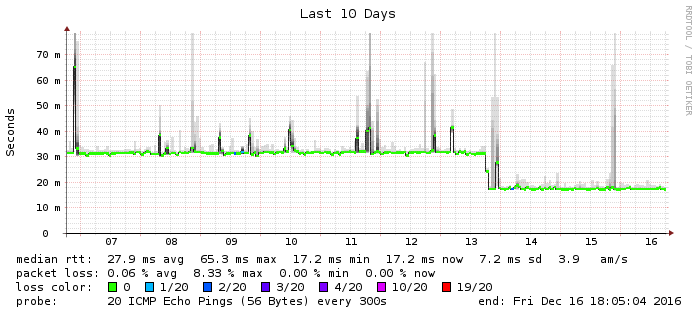 Last 10 Days
RRDTOOL / TOBI OETIKER
Seconds
70 m
60 m
50 m
40 m
30 m
20 m
10 m
0
07 08 09 10 11 12 13 14 15 16
median rtt: 27.9 ms avg 65.3 ms max 17.2 ms min 17.2 ms now 7.2 ms sd 3.9 am/s
packet loss: 0.06 % avg 8.33 % max 0.00 % min 0.00 % now
loss color: 0 1/20 2/20 3/20 4/20 10/20 19/20
probe: 20 ICMP Echo Pings (56 Bytes) every 300s end: Fri Dec 16 18:05:04 2016